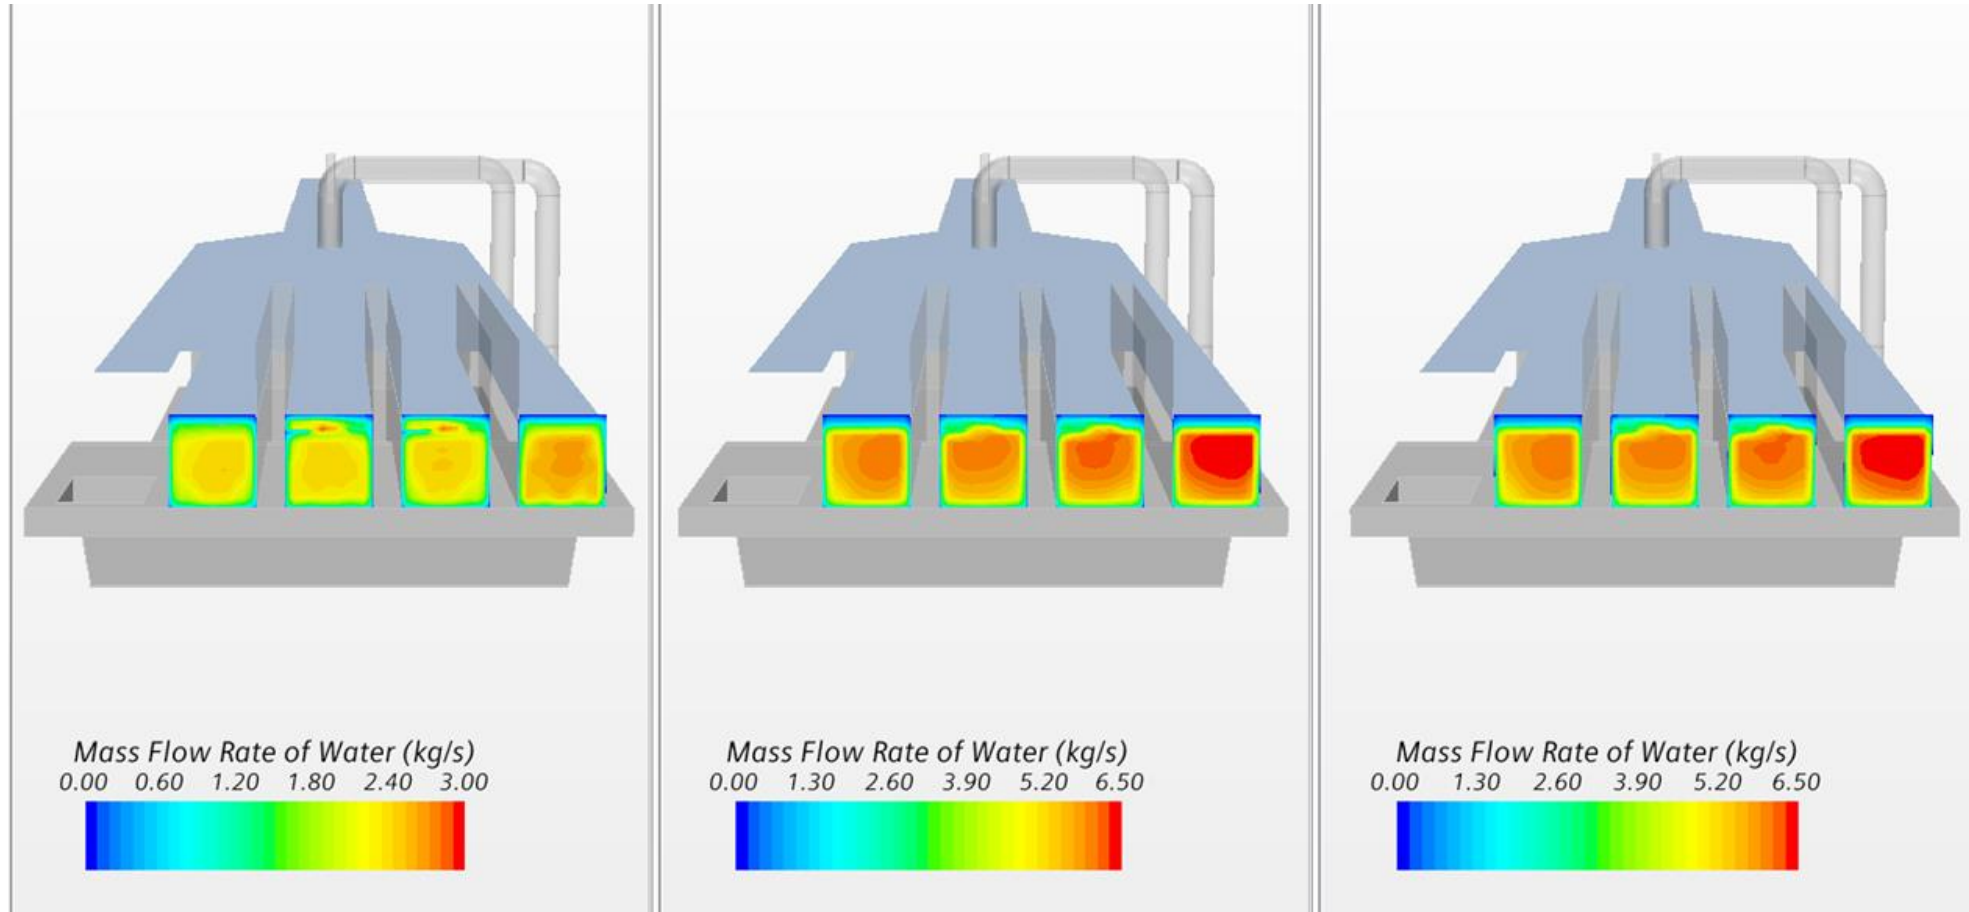 Mass Flow Rate of Water (kg/s)
0.00 0.60 1.20 1.80 2.40 3.00
Mass Flow Rate of Water (kg/s)
0.00 1.30 2.60 3.90 5.20 6.50
Mass Flow Rate of Water (kg/s)
0.00 1.30 2.60 3.90 5.20 6.50